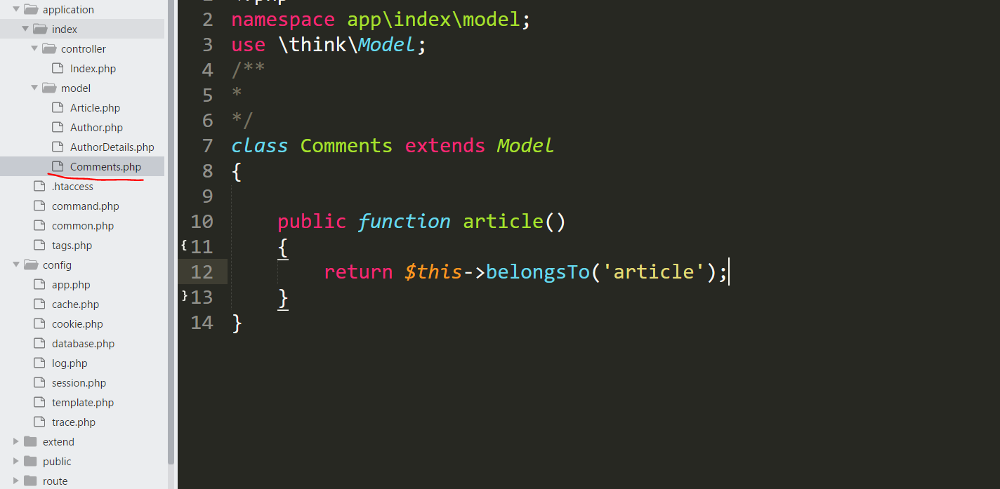 application
index
controller
Index.php
model
Article.php
Author.php
AuthorDetails.php
Comments.php
.htaccess
command.php
common.php
tags.php
config
app.php
cache.php
cookie.php
database.php
log.php
session.php
template.php
trace.php
extend
public
route
2 namespace app\index\model;
3 use \think\Model;
4 /**
5 *
6 */
7 class Comments extends Model
8 {
9
10 public function article()
{11 {
12 return $this->belongsTo('article');
}13 }
14 }